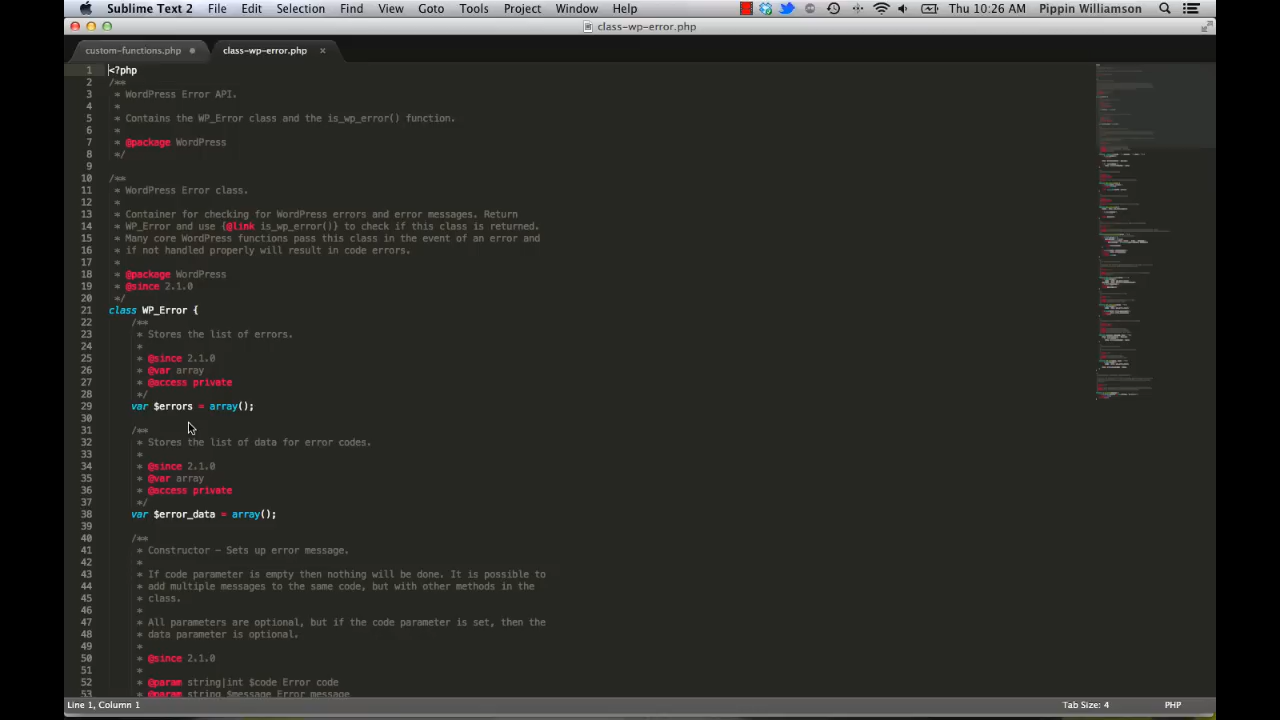 Sublime Text 2 File Edit Selection Find View Goto Tools Project Window Help Thu 10:26 AM Pippin Williamson
class-wp-error.php
custom-functions.php class-wp-error.php
1 <?php
2 /**
3 * WordPress Error API.
4 *
5 * Contains the WP_Error class and the is_wp_error() function.
6 *
7 * @package WordPress
8 */
9
10 /**
11 * WordPress Error class.
12 *
13 * Container for checking for WordPress errors and error messages. Return
14 * WP_Error and use {@link is_wp_error()} to check if this class is returned.
15 * Many core WordPress functions pass this class in the event of an error and
16 * if not handled properly will result in code errors.
17 *
18 * @package WordPress
19 * @since 2.1.0
20 */
21 class WP_Error {
22 /**
23 * Stores the list of errors.
24 *
25 * @since 2.1.0
26 * @var array
27 * @access private
28 */
29 var $errors = array();
30
31 /**
32 * Stores the list of data for error codes.
33 *
34 * @since 2.1.0
35 * @var array
36 * @access private
37 */
38 var $error_data = array();
39
40 /**
41 * Constructor - Sets up error message.
42 *
43 * If code parameter is empty then nothing will be done. It is possible to
44 * add multiple messages to the same code, but with other methods in the
45 * class.
46 *
47 * All parameters are optional, but if the code parameter is set, then the
48 * data parameter is optional.
49 *
50 * @since 2.1.0
51 *
52 * @param string|int $code Error code
53 * @param string $message Error message
Line 1, Column 1 Tab Size: 4 PHP